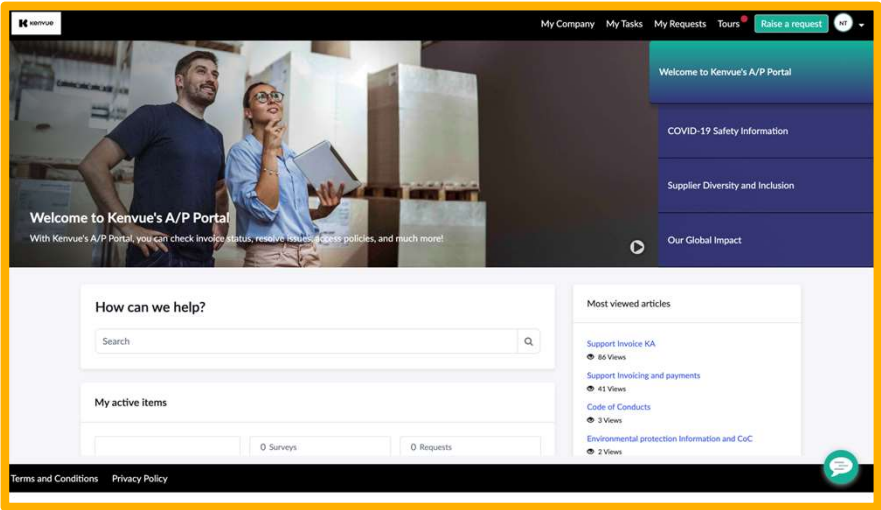 kenvue
My Company My Tasks My Requests Tours Raise a request NT
Welcome to Kenvue's A/P Portal
With Kenvue's A/P Portal, you can check invoice status, resolve issues, access policies, and much more!
Welcome to Kenvue's A/P Portal
COVID-19 Safety Information
Supplier Diversity and Inclusion
Our Global Impact
How can we help?
Search
My active items
0 Surveys 0 Requests
Most viewed articles
Support Invoice KA
86 Views
Support Invoicing and payments
41 Views
Code of Conducts
3 Views
Environmental protection Information and CoC
2 Views
Terms and Conditions Privacy Policy